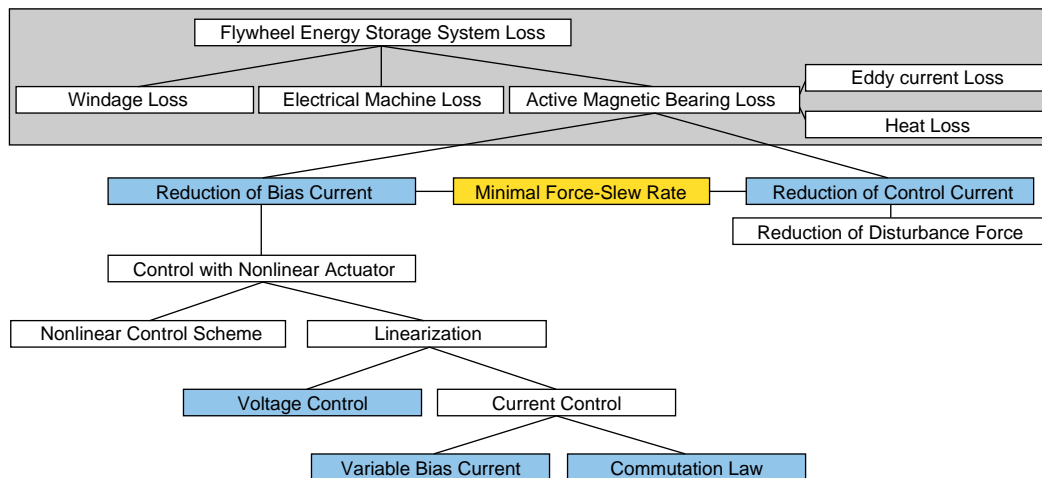 Flywheel Energy Storage System Loss
Windage Loss
Electrical Machine Loss
Active Magnetic Bearing Loss
Eddy current Loss
Heat Loss
Reduction of Bias Current
Minimal Force-Slew Rate
Reduction of Control Current
Reduction of Disturbance Force
Control with Nonlinear Actuator
Nonlinear Control Scheme
Linearization
Voltage Control
Current Control
Variable Bias Current
Commutation Law